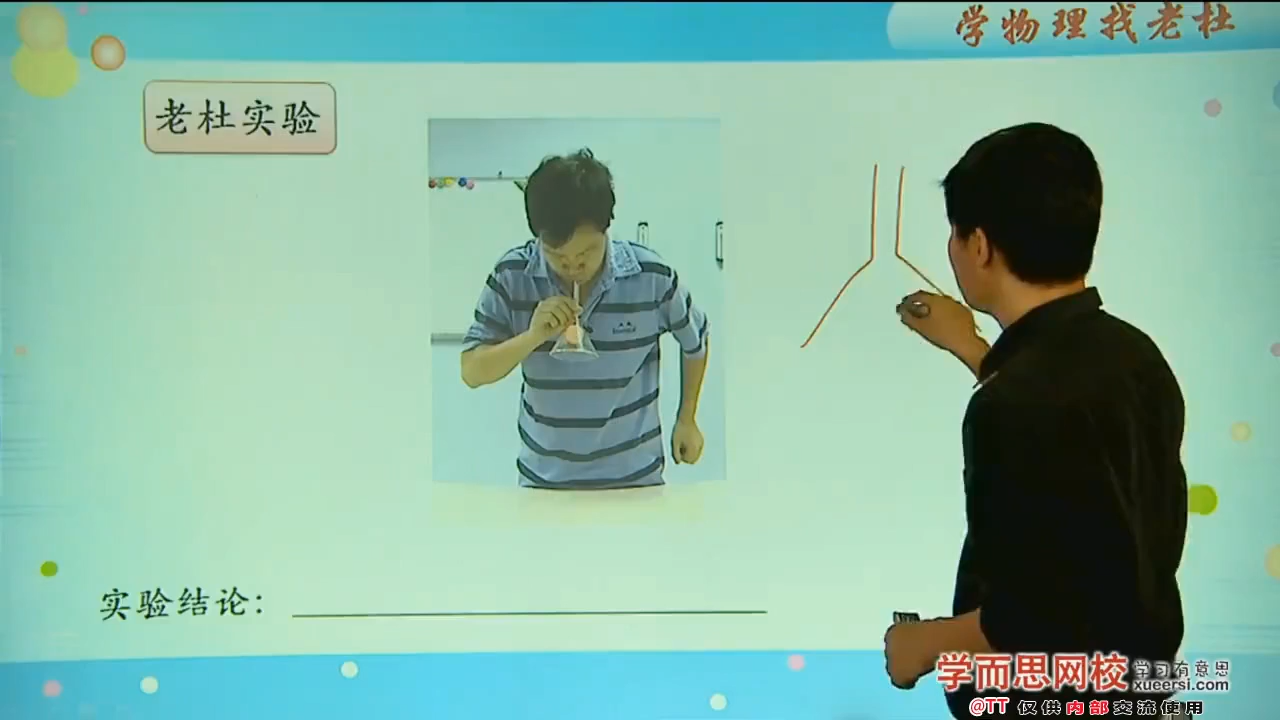 学物理找老杜
老杜实验
实验结论：
学而思网校
学习有意思
xueersi.com
@TT 仅供内部交流使用